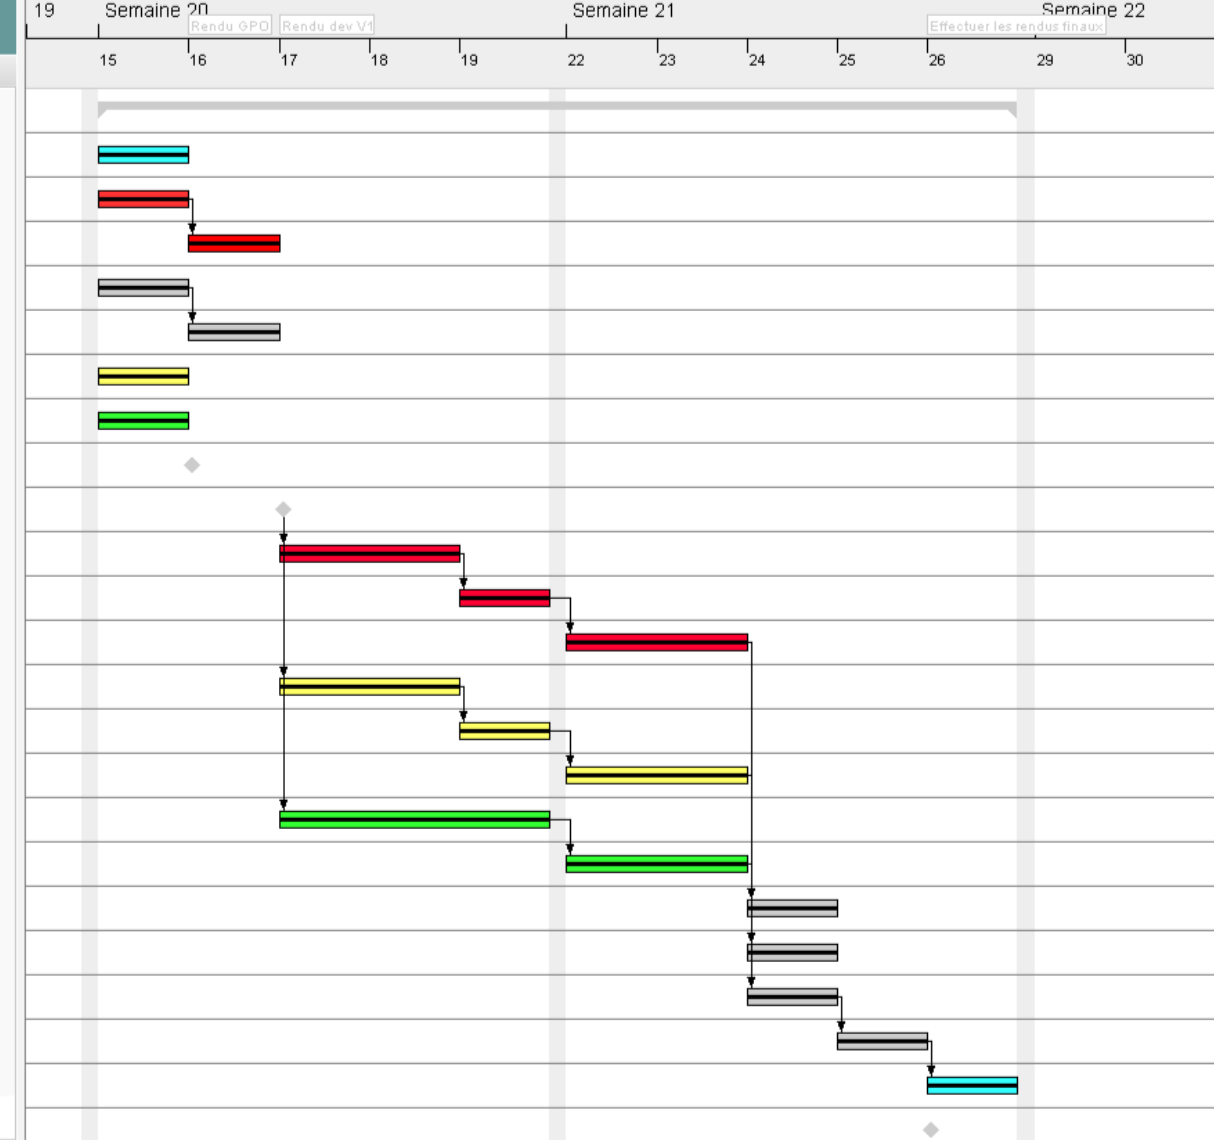 19 Semaine 20 Semaine 21 Semaine 22
Rendu GPO Rendu dev V1 Effectuer les rendus finaux
15 16 17 18 19 22 23 24 25 26 29 30